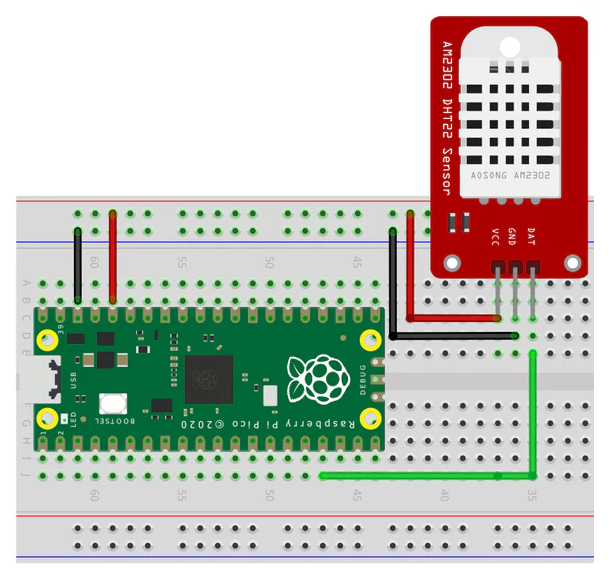 AM2302 DHT22 Sensor
AOSONG AM2302
VCC
GND
DAT
60
55
50
45
A
B
C
D
39
USB
DEBUG
LED
1
2
BOOTSEL
Raspberry Pi Pico ©2020
G
H
I
J
60
55
50
45
40
35